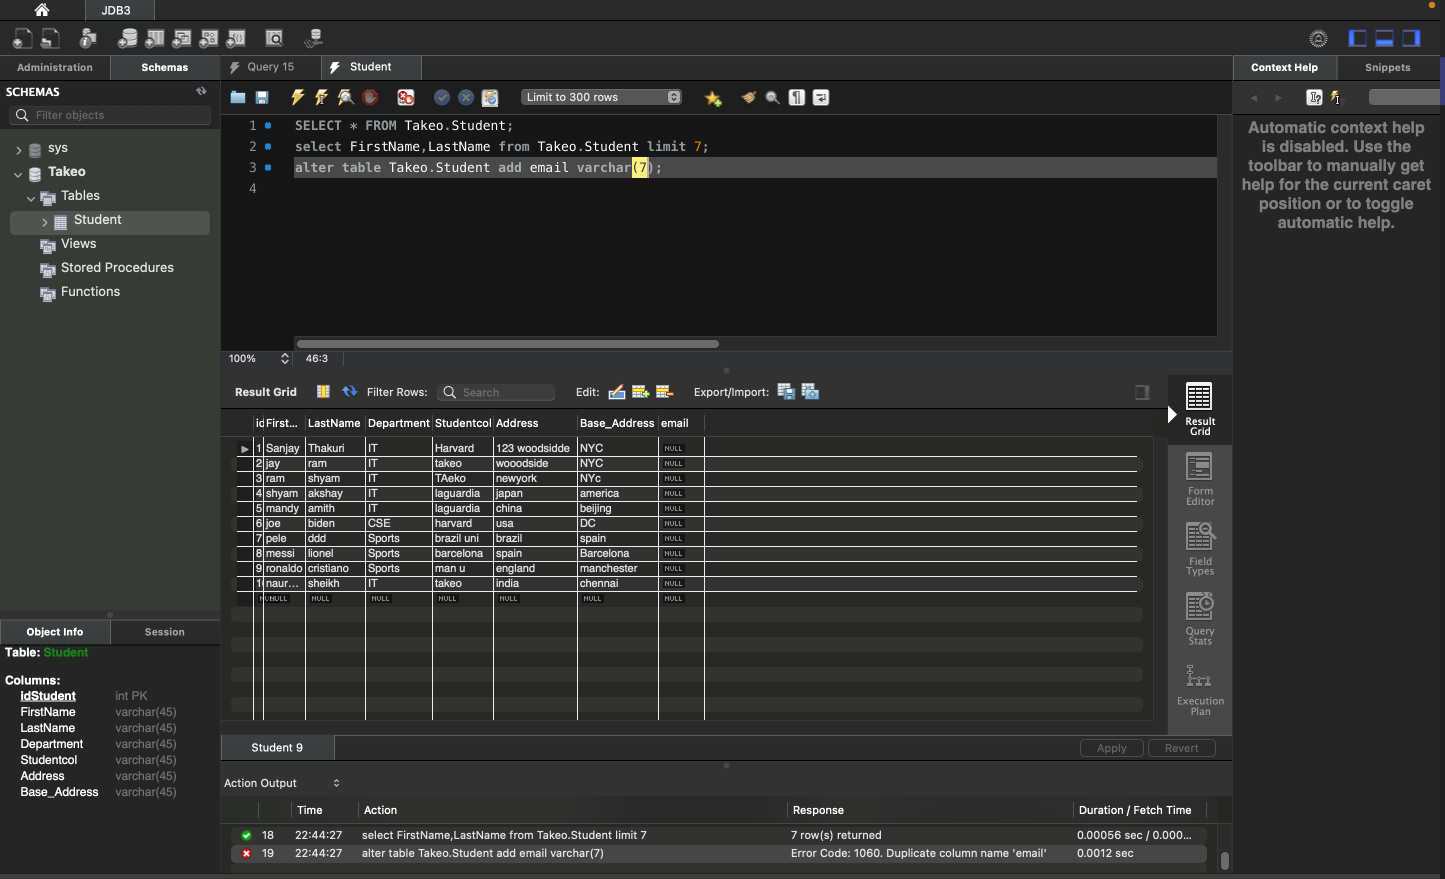 JDB3
Administration Schemas
Query 15 Student
Context Help Snippets
SCHEMAS
Filter objects
sys
Takeo
Tables
Student
Views
Stored Procedures
Functions
Limit to 300 rows
1 SELECT * FROM Takeo.Student;
2 select FirstName,LastName from Takeo.Student limit 7;
3 alter table Takeo.Student add email varchar(7);
4
Automatic context help
is disabled. Use the
toolbar to manually get
help for the current caret
position or to toggle
automatic help.
100% 46:3
Result Grid Filter Rows: Search Edit: Export/Import:
id First... LastName Department Studentcol Address Base_Address email
1 Sanjay Thakuri IT Harvard 123 woodsidde NYC NULL
2 jay ram IT takeo wooodside NYC NULL
3 ram shyam IT TAeko newyork NYc NULL
4 shyam akshay IT laguardia japan america NULL
5 mandy amith IT laguardia china beijing NULL
6 joe biden CSE harvard usa DC NULL
7 pele ddd Sports brazil uni brazil spain NULL
8 messi lionel Sports barcelona spain Barcelona NULL
9 ronaldo cristiano Sports man u england manchester NULL
naur... sheikh IT takeo india chennai NULL
NULL NULL NULL NULL NULL NULL NULL
Result
Grid
Form
Editor
Field
Types
Query
Stats
Execution
Plan
Object Info Session
Table: Student
Columns:
idStudent int PK
FirstName varchar(45)
LastName varchar(45)
Department varchar(45)
Studentcol varchar(45)
Address varchar(45)
Base_Address varchar(45)
Student 9 Apply Revert
Action Output
Time Action Response Duration / Fetch Time
18 22:44:27 select FirstName,LastName from Takeo.Student limit 7 7 row(s) returned 0.00056 sec / 0.000...
19 22:44:27 alter table Takeo.Student add email varchar(7) Error Code: 1060. Duplicate column name 'email' 0.0012 sec